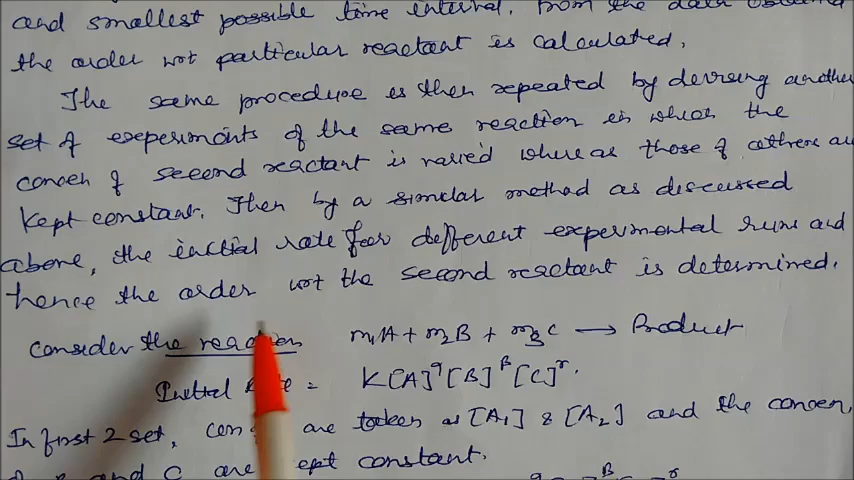 and smallest possible time interval. From the data obtained
the order wrt particular reactant is calculated.
The same procedure is then repeated by devising another
set of experiments of the same reaction in which the
concn of second reactant is varied whereas those of others are
kept constant. Then by a similar method as discussed
above, the initial rate for different experimental runs and
hence the order wrt the second reactant is determined.
Consider the reaction m1A + m2B + m3C → Product
Initial Rate = K[A]^α [B]^β [C]^r.
In first 2 set, are taken as [A1] & [A2] and the concen,
and C are kept constant.